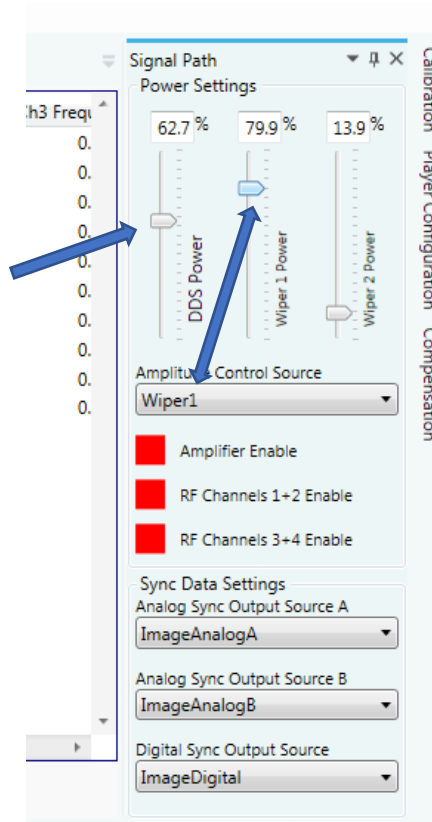 Signal Path
Power Settings
h3 Frequ
62.7 %
79.9 %
13.9 %
0.
0.
0.
0.
0.
0.
0.
0.
0.
0.
DDS Power
Wiper 1 Power
Wiper 2 Power
Control Source
Wiper1
Amplifier Enable
RF Channels 1+2 Enable
RF Channels 3+4 Enable
Sync Data Settings
Analog Sync Output Source A
ImageAnalogA
Analog Sync Output Source B
ImageAnalogB
Digital Sync Output Source
ImageDigital
Calibration
Player Configuration
Compensation